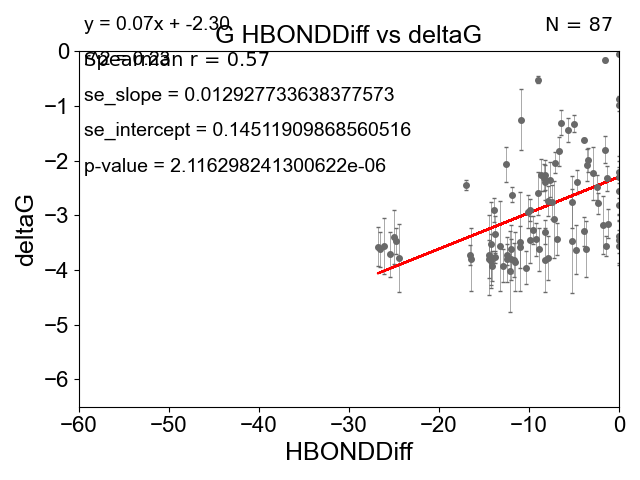 y = 0.07x + -2.30
N = 87
G HBONDDiff vs deltaG
Spearman r = 0.57
se_slope = 0.012927733638377573
se_intercept = 0.14511909868560516
p-value = 2.116298241300622e-06
0
−1
−2
−3
−4
−5
−6
deltaG
−60
−50
−40
−30
−20
−10
0
HBONDDiff